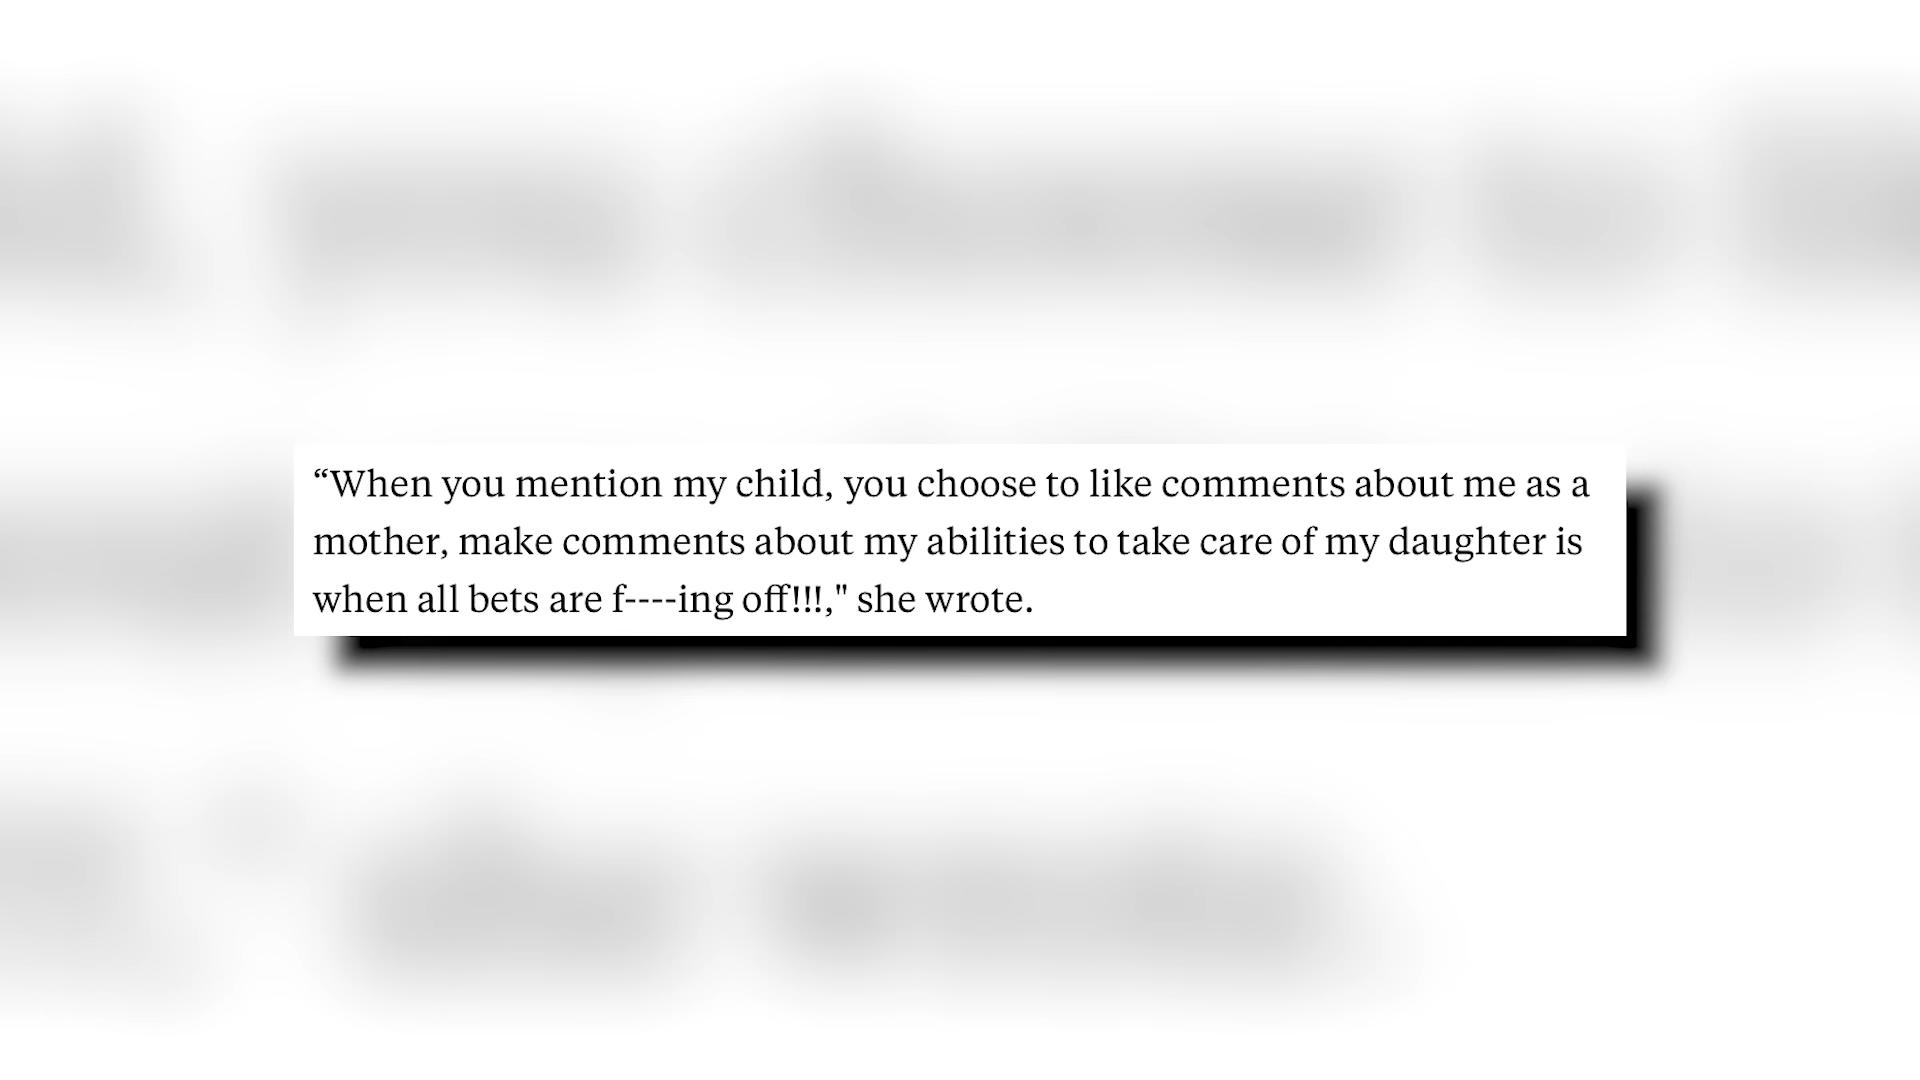 “When you mention my child, you choose to like comments about me as a
mother, make comments about my abilities to take care of my daughter is
when all bets are f----ing off!!!," she wrote.